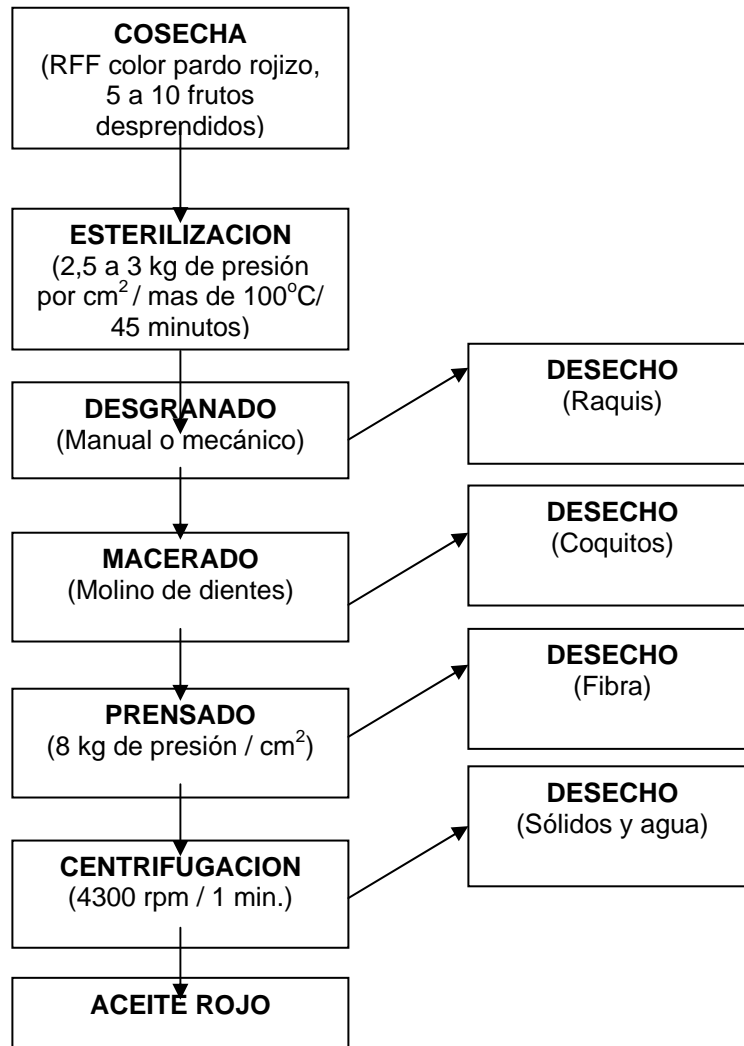 COSECHA
(RFF color pardo rojizo,
5 a 10 frutos
desprendidos)
ESTERILIZACION
(2,5 a 3 kg de presión
por cm² / mas de 100°C/
45 minutos)
DESGRANADO
(Manual o mecánico)
DESECHO
(Raquis)
MACERADO
(Molino de dientes)
DESECHO
(Coquitos)
PRENSADO
(8 kg de presión / cm²)
DESECHO
(Fibra)
CENTRIFUGACION
(4300 rpm / 1 min.)
DESECHO
(Sólidos y agua)
ACEITE ROJO